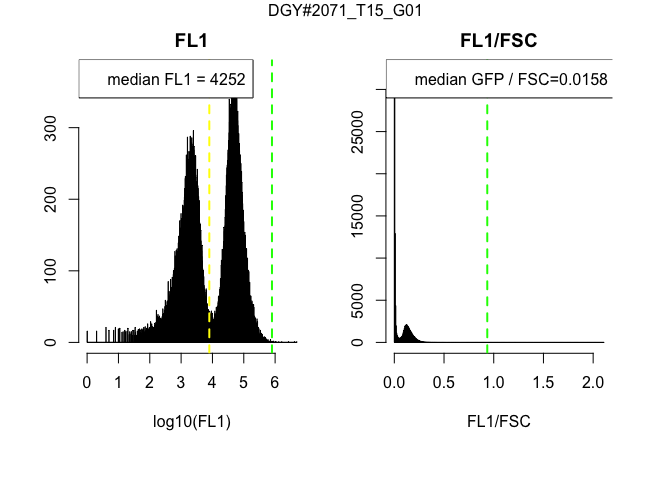 DGY#2071_T15_G01
FL1
median FL1 = 4252
0 100 200 300
0 1 2 3 4 5 6
log10(FL1)
FL1/FSC
median GFP / FSC=0.0158
0 5000 15000 25000
0.0 0.5 1.0 1.5 2.0
FL1/FSC